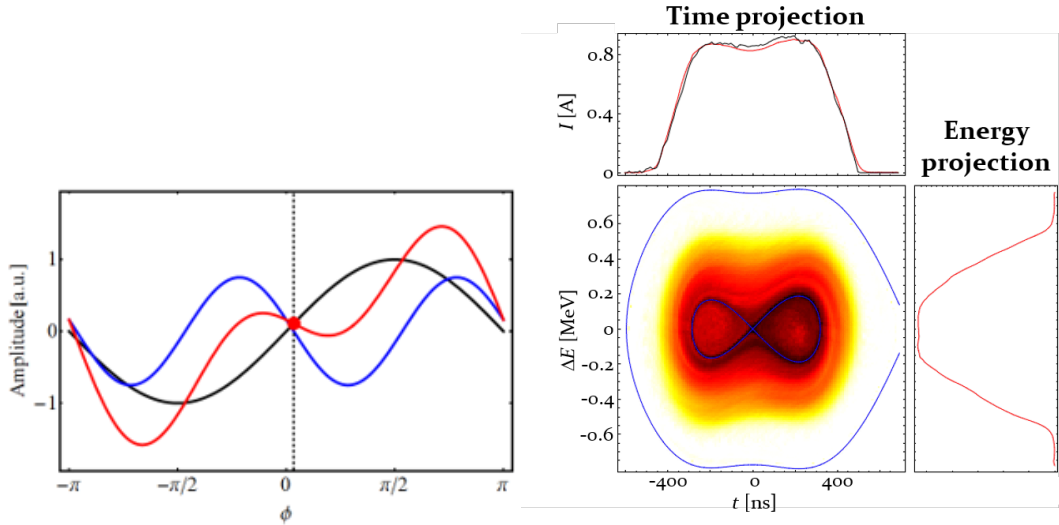 Time projection
0.8
0.4
0
I [A]
Energy
projection
1
0
−1
Amplitude [a.u.]
−π
−π/2
0
π/2
π
ϕ
0.6
0.4
0.2
0
-0.2
-0.4
-0.6
ΔE [MeV]
-400
0
400
t [ns]